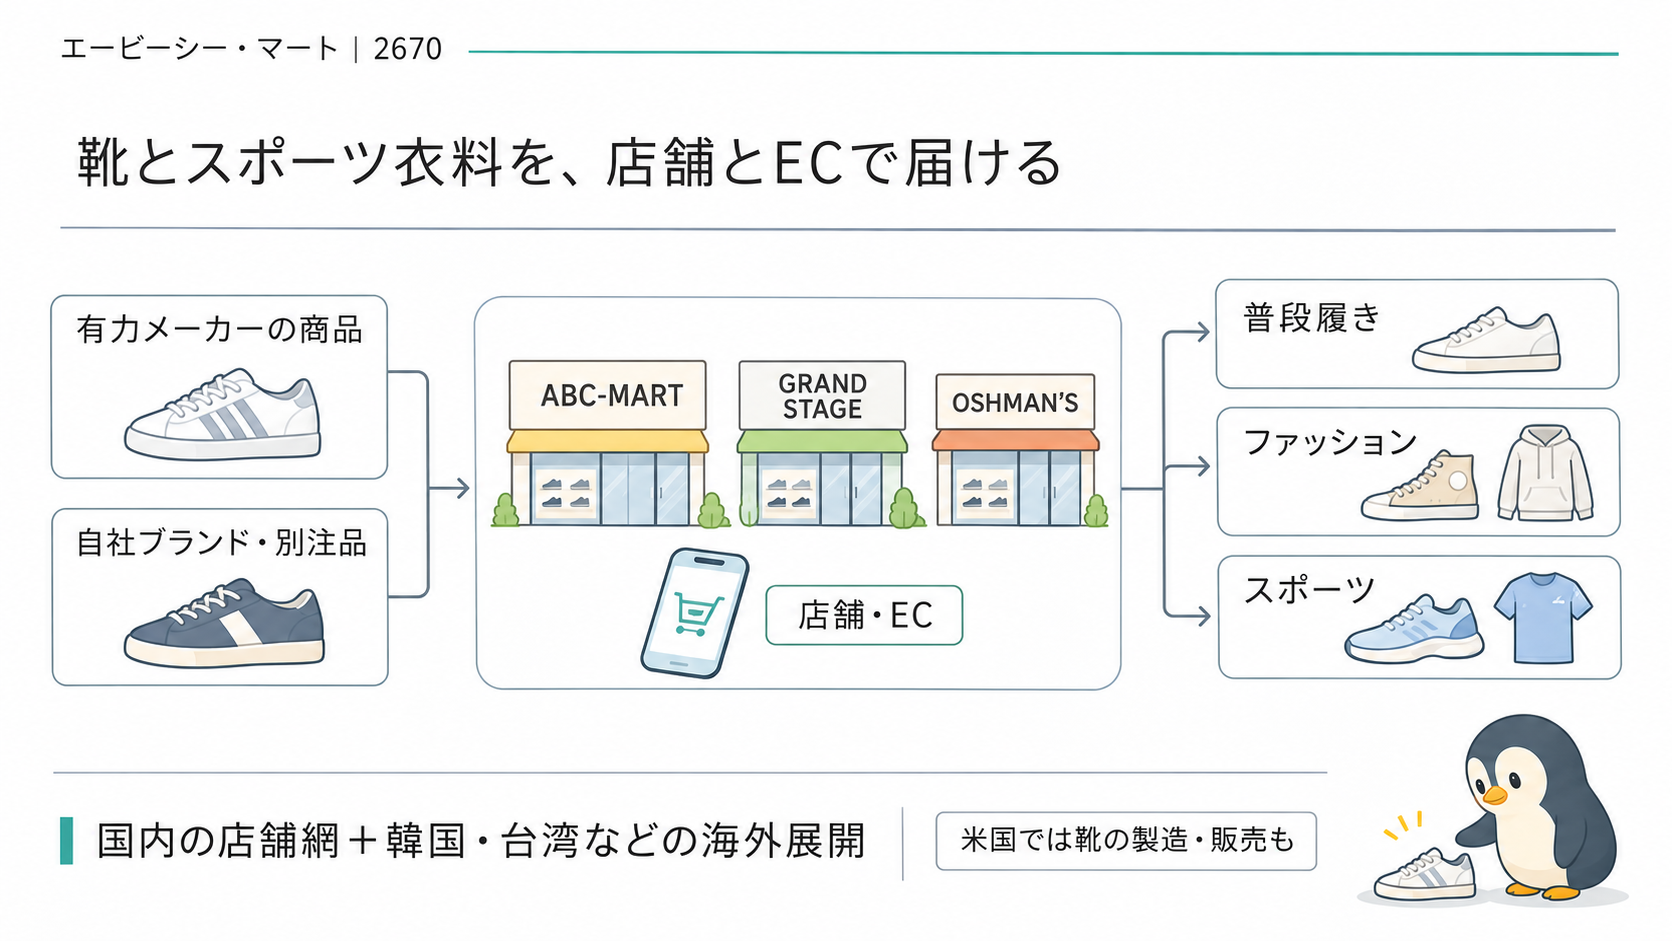 エービーシー・マート｜2670
靴とスポーツ衣料を、店舗とECで届ける
有力メーカーの商品
自社ブランド・別注品
ABC-MART
GRAND
STAGE
OSHMAN'S
店舗・EC
普段履き
ファッション
スポーツ
国内の店舗網＋韓国・台湾などの海外展開
米国では靴の製造・販売も